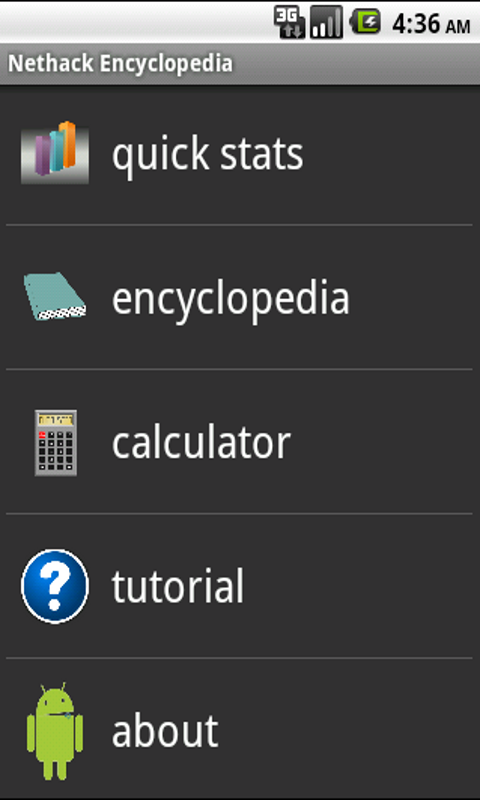 3G 4:36 AM
Nethack Encyclopedia
quick stats
encyclopedia
calculator
tutorial
about